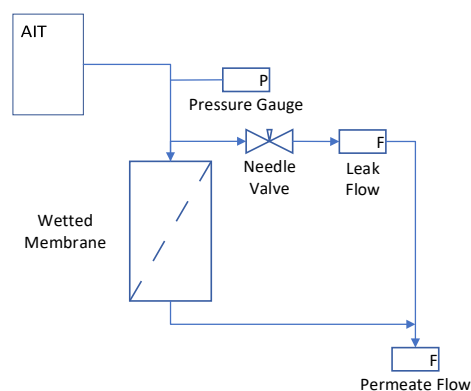 AIT
P
Pressure Gauge
F
Needle
Valve
Leak
Flow
Wetted
Membrane
F
Permeate Flow